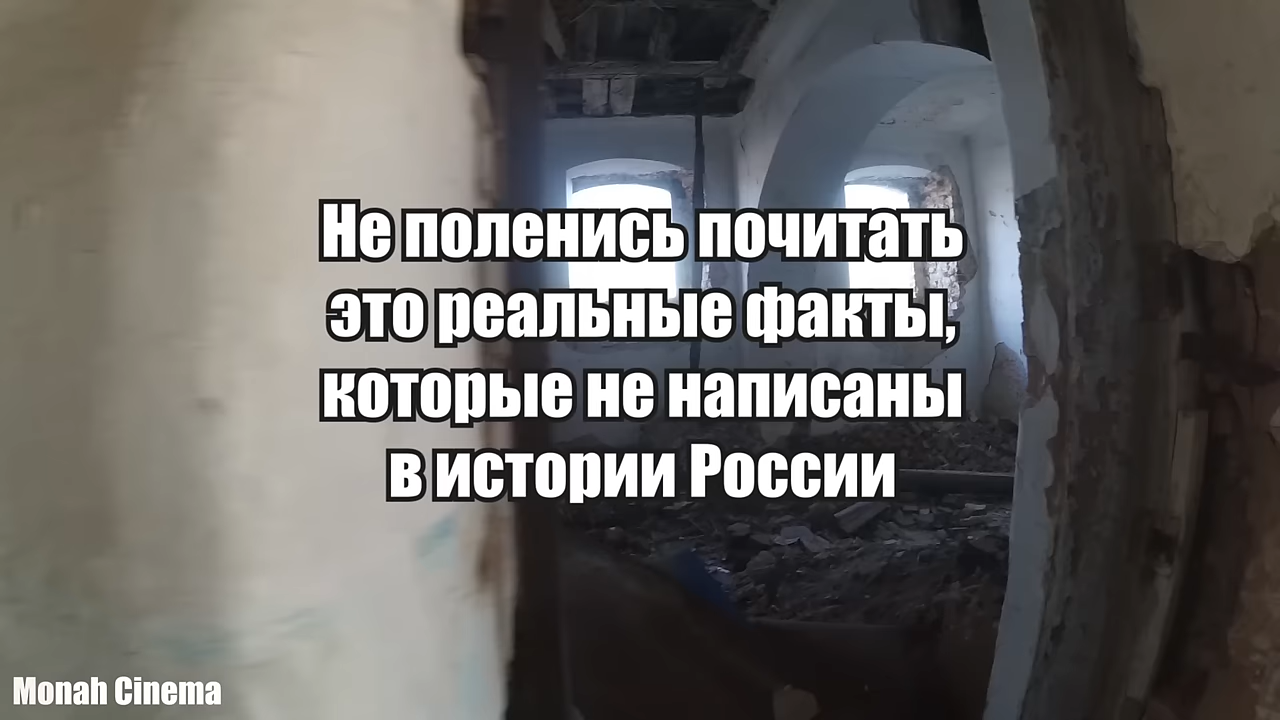 Не поленись почитать
это реальные факты,
которые не написаны
в истории России
Monah Cinema